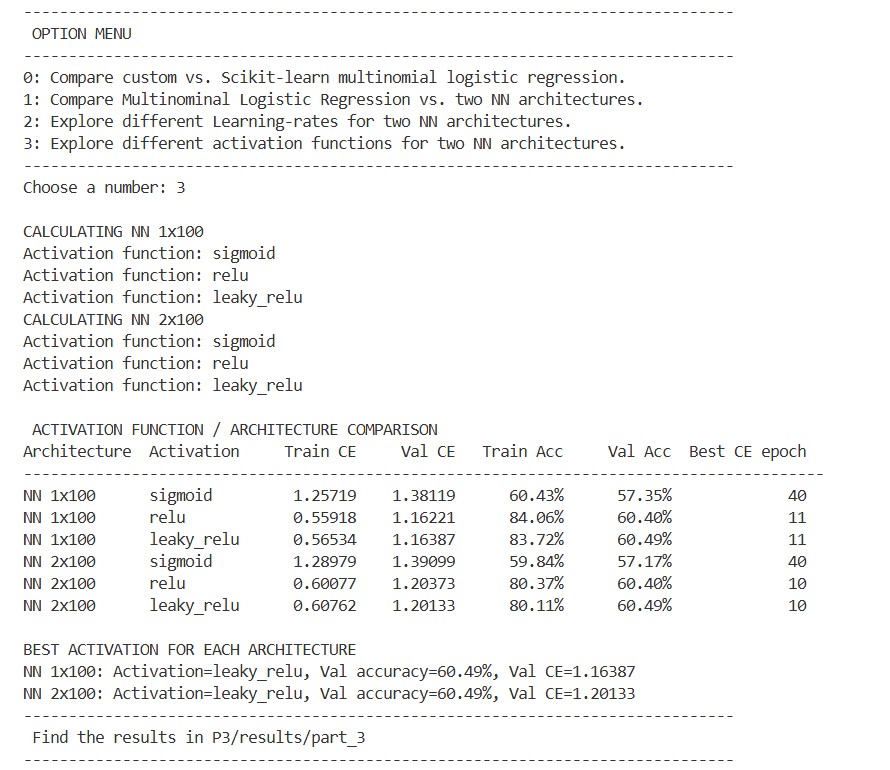 -------------------------------------------------------------------------------
OPTION MENU
-------------------------------------------------------------------------------
0: Compare custom vs. Scikit-learn multinomial logistic regression.
1: Compare Multinominal Logistic Regression vs. two NN architectures.
2: Explore different Learning-rates for two NN architectures.
3: Explore different activation functions for two NN architectures.
-------------------------------------------------------------------------------
Choose a number: 3
CALCULATING NN 1x100
Activation function: sigmoid
Activation function: relu
Activation function: leaky_relu
CALCULATING NN 2x100
Activation function: sigmoid
Activation function: relu
Activation function: leaky_relu
ACTIVATION FUNCTION / ARCHITECTURE COMPARISON
Architecture  Activation     Train CE     Val CE   Train Acc     Val Acc  Best CE epoch
-----------------------------------------------------------------------------------------
NN 1x100      sigmoid         1.25719    1.38119      60.43%      57.35%             40
NN 1x100      relu            0.55918    1.16221      84.06%      60.40%             11
NN 1x100      leaky_relu      0.56534    1.16387      83.72%      60.49%             11
NN 2x100      sigmoid         1.28979    1.39099      59.84%      57.17%             40
NN 2x100      relu            0.60077    1.20373      80.37%      60.40%             10
NN 2x100      leaky_relu      0.60762    1.20133      80.11%      60.49%             10
BEST ACTIVATION FOR EACH ARCHITECTURE
NN 1x100: Activation=leaky_relu, Val accuracy=60.49%, Val CE=1.16387
NN 2x100: Activation=leaky_relu, Val accuracy=60.49%, Val CE=1.20133
-------------------------------------------------------------------------------
Find the results in P3/results/part_3
-------------------------------------------------------------------------------